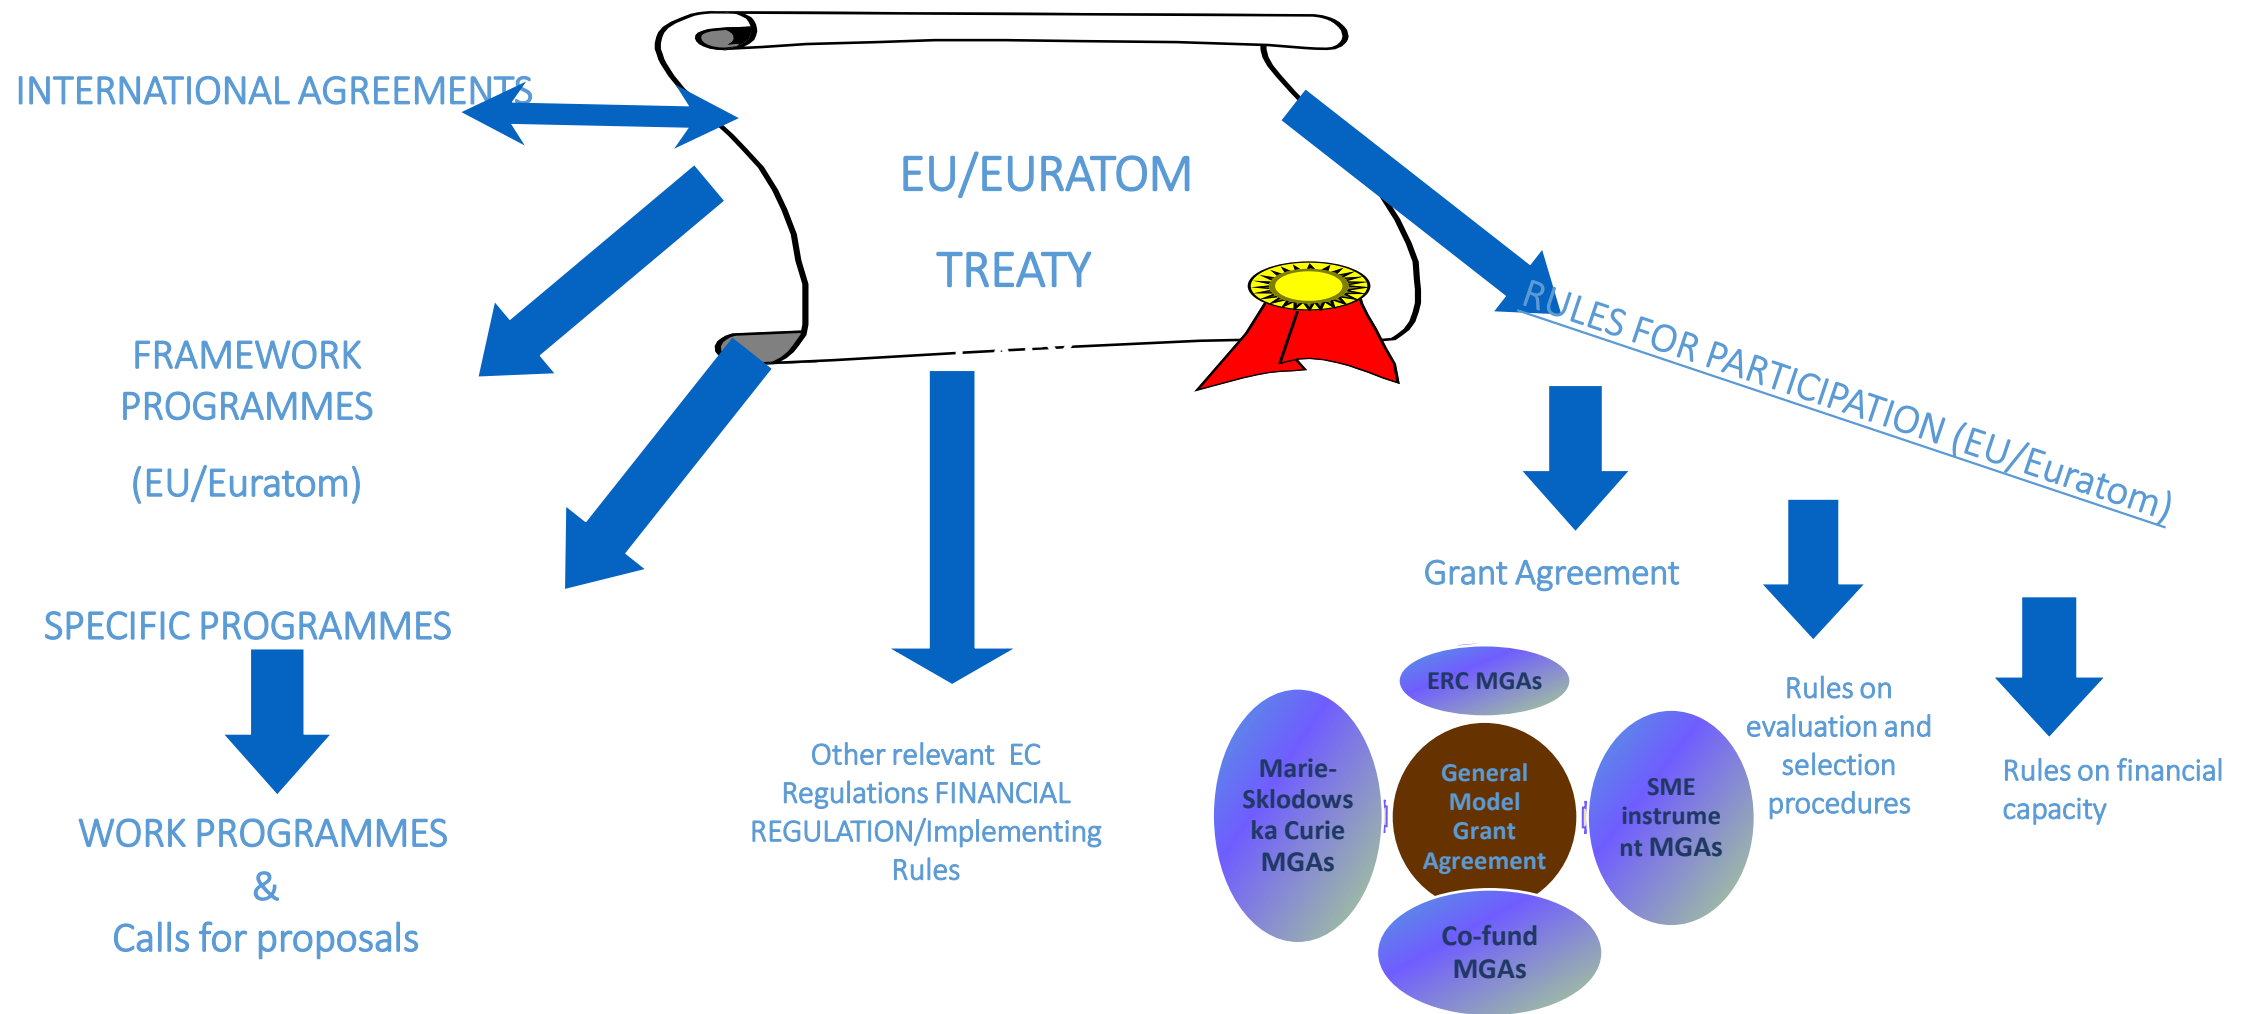 INTERNATIONAL AGREEMENTS
EU/EURATOM
TREATY
FRAMEWORK
PROGRAMMES
(EU/Euratom)
SPECIFIC PROGRAMMES
WORK PROGRAMMES
&
Calls for proposals
Other relevant  EC
Regulations FINANCIAL
REGULATION/Implementing
Rules
RULES FOR PARTICIPATION (EU/Euratom)
Grant Agreement
ERC MGAs
Marie-
Sklodows
ka Curie
MGAs
General
Model
Grant
Agreement
SME
instrume
nt MGAs
Co-fund
MGAs
Rules on
evaluation and
selection
procedures
Rules on financial
capacity